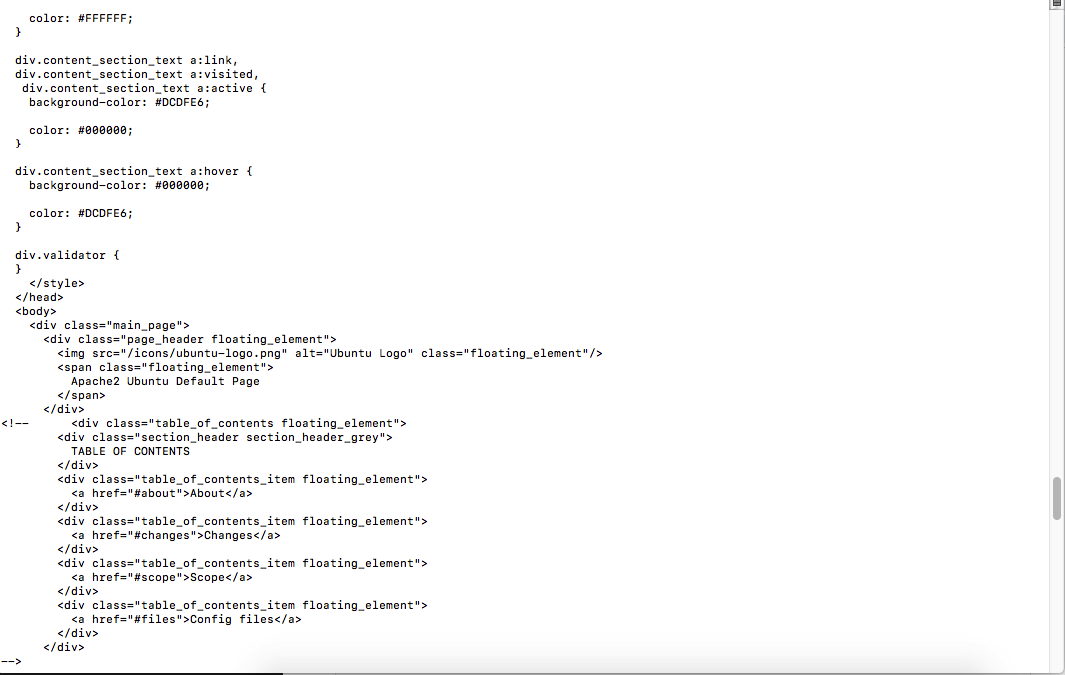 color: #FFFFFF;
  }

  div.content_section_text a:link,
  div.content_section_text a:visited,
   div.content_section_text a:active {
    background-color: #DCDFE6;

    color: #000000;
  }

  div.content_section_text a:hover {
    background-color: #000000;

    color: #DCDFE6;
  }

  div.validator {
  }
    </style>
  </head>
  <body>
    <div class="main_page">
      <div class="page_header floating_element">
        <img src="/icons/ubuntu-logo.png" alt="Ubuntu Logo" class="floating_element"/>
        <span class="floating_element">
          Apache2 Ubuntu Default Page
        </span>
      </div>
<!--      <div class="table_of_contents floating_element">
        <div class="section_header section_header_grey">
          TABLE OF CONTENTS
        </div>
        <div class="table_of_contents_item floating_element">
          <a href="#about">About</a>
        </div>
        <div class="table_of_contents_item floating_element">
          <a href="#changes">Changes</a>
        </div>
        <div class="table_of_contents_item floating_element">
          <a href="#scope">Scope</a>
        </div>
        <div class="table_of_contents_item floating_element">
          <a href="#files">Config files</a>
        </div>
      </div>
-->